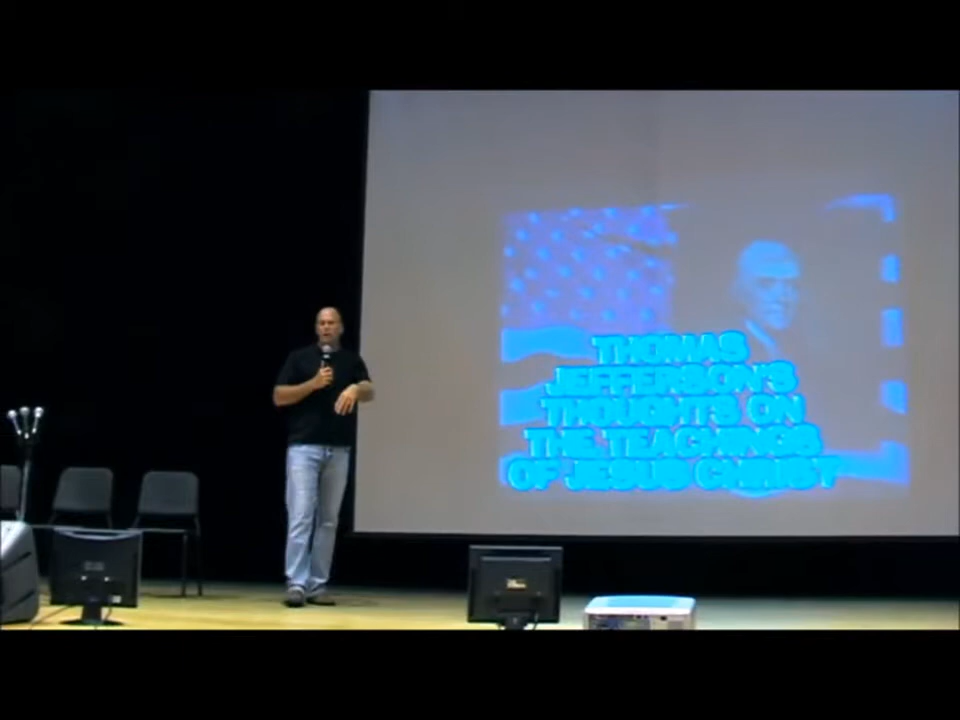 THOMAS
JEFFERSON'S
THOUGHTS ON
THE TEACHINGS
OF JESUS CHRIST